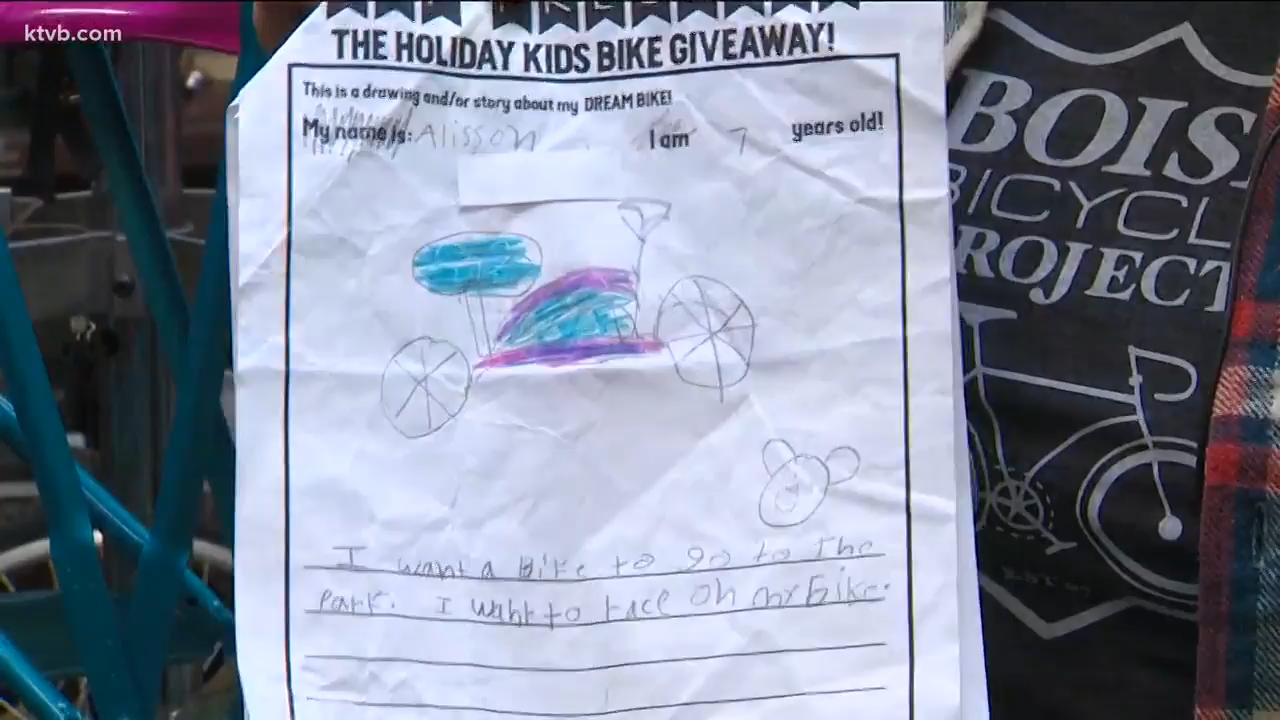 ktvb.com
THE HOLIDAY KIDS BIKE GIVEAWAY!
This is a drawing and/or story about my DREAM BIKE!
My name is: Alisson I am 7 years old!
I want a Bike to go to The
Park. I want to race on my bike.
BOIS
BICYCL
PROJECT